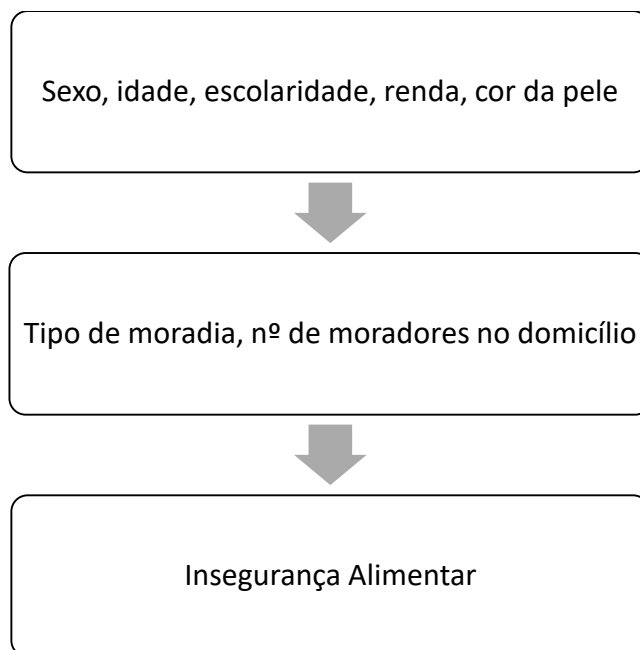 Sexo, idade, escolaridade, renda, cor da pele
Tipo de moradia, nº de moradores no domicílio
Insegurança Alimentar